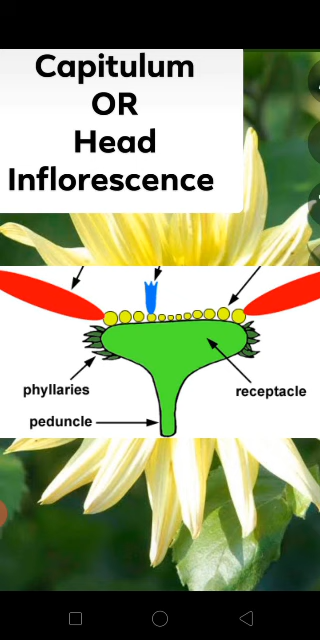 Capitulum
OR
Head
Inflorescence
phyllaries
receptacle
peduncle